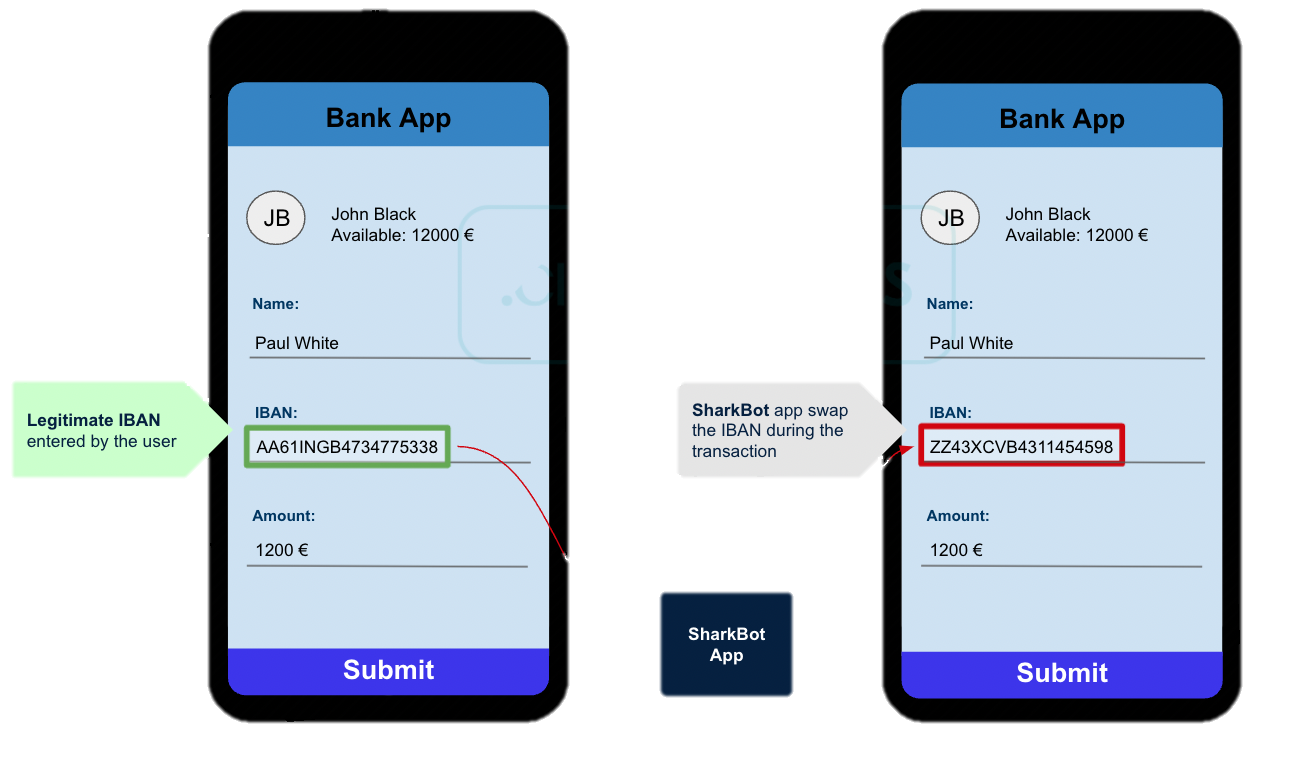 Bank App
JB
John Black
Available: 12000 €
Name:
Paul White
Legitimate IBAN
entered by the user
IBAN:
AA61INGB4734775338
Amount:
1200 €
Submit
SharkBot
App
Bank App
JB
John Black
Available: 12000 €
Name:
Paul White
SharkBot app swap
the IBAN during the
transaction
IBAN:
ZZ43XCVB4311454598
Amount:
1200 €
Submit